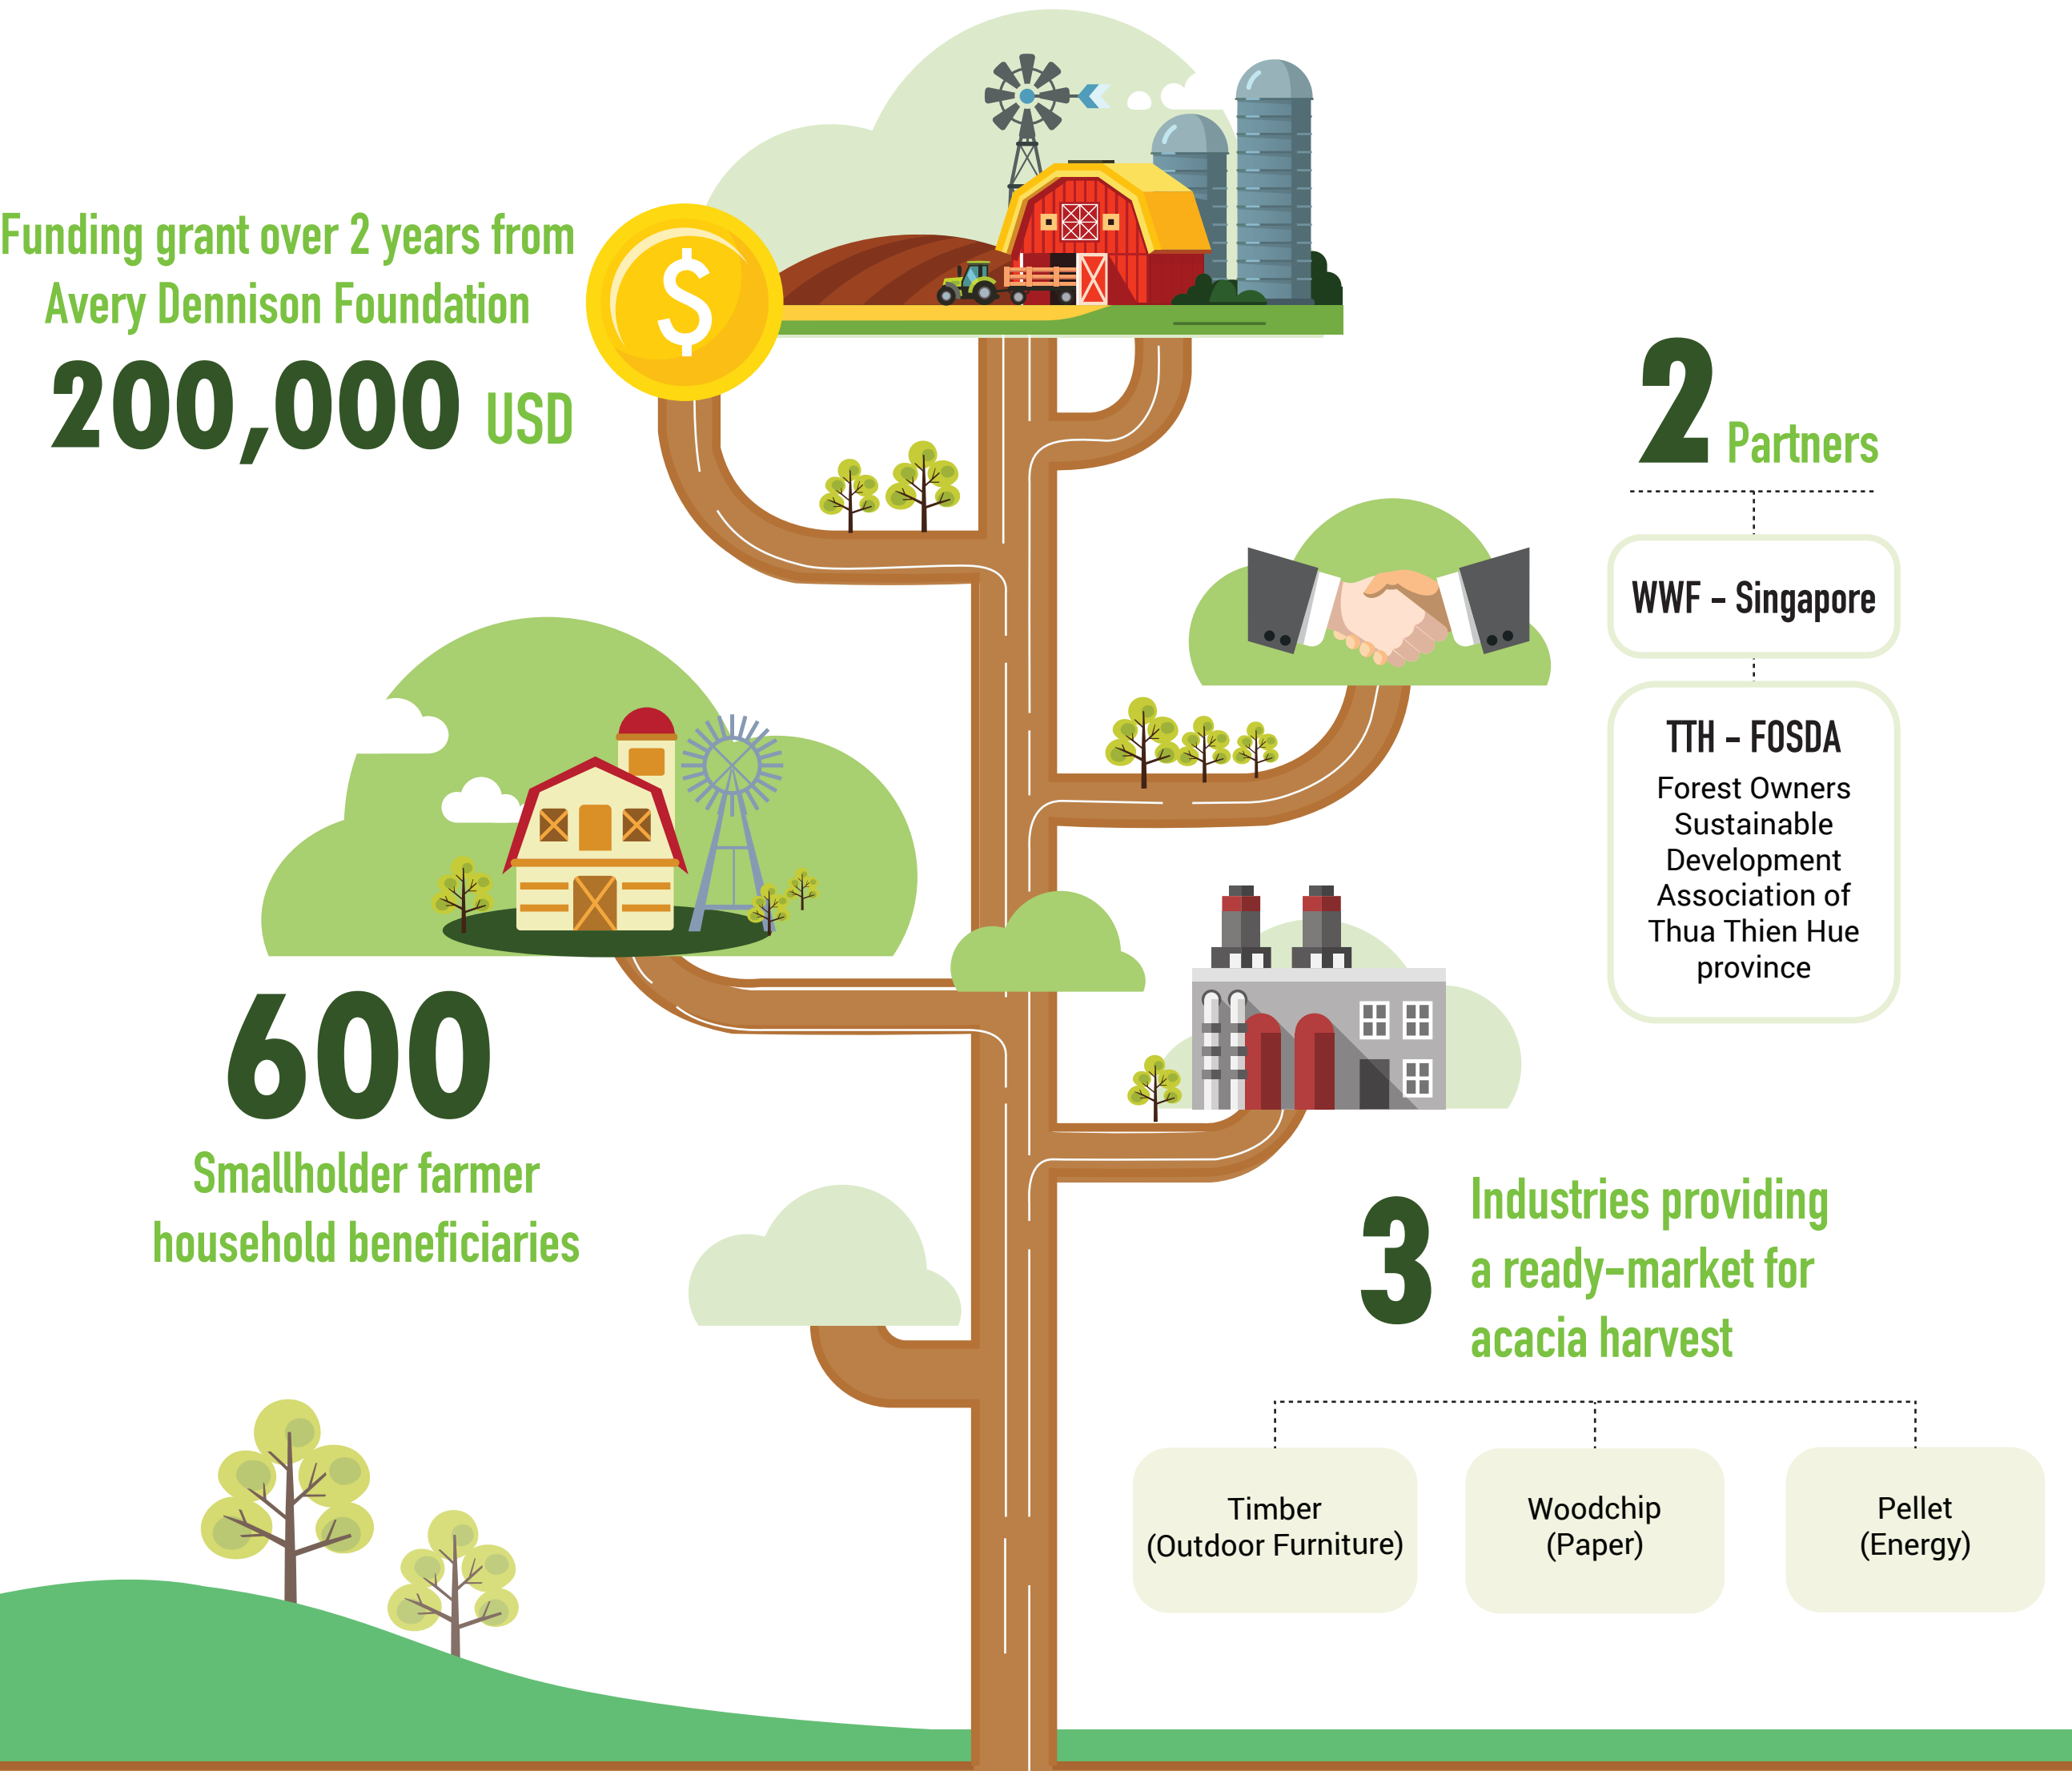 Funding grant over 2 years from
Avery Dennison Foundation
200,000 USD
$
2 Partners
WWF - Singapore
TTH - FOSDA
Forest Owners
Sustainable
Development
Association of
Thua Thien Hue
province
600
Smallholder farmer
household beneficiaries
3
Industries providing
a ready-market for
acacia harvest
Timber
(Outdoor Furniture)
Woodchip
(Paper)
Pellet
(Energy)